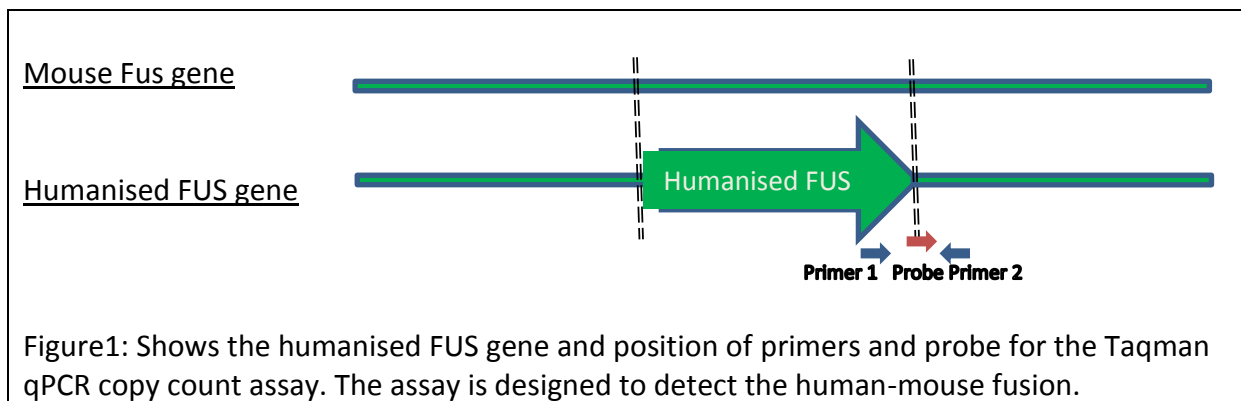 Mouse Fus gene
Humanised FUS gene
Humanised FUS
Primer 1 Probe Primer 2
Figure1: Shows the humanised FUS gene and position of primers and probe for the Taqman
qPCR copy count assay. The assay is designed to detect the human-mouse fusion.